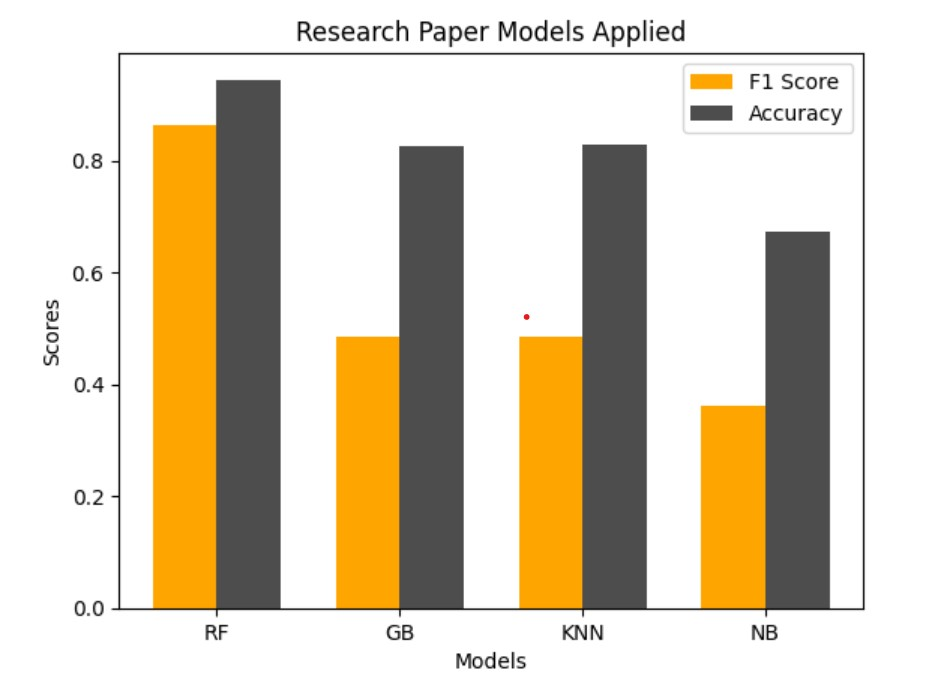 Research Paper Models Applied
F1 Score
Accuracy
0.8
0.6
0.4
0.2
0.0
Scores
RF GB KNN NB
Models